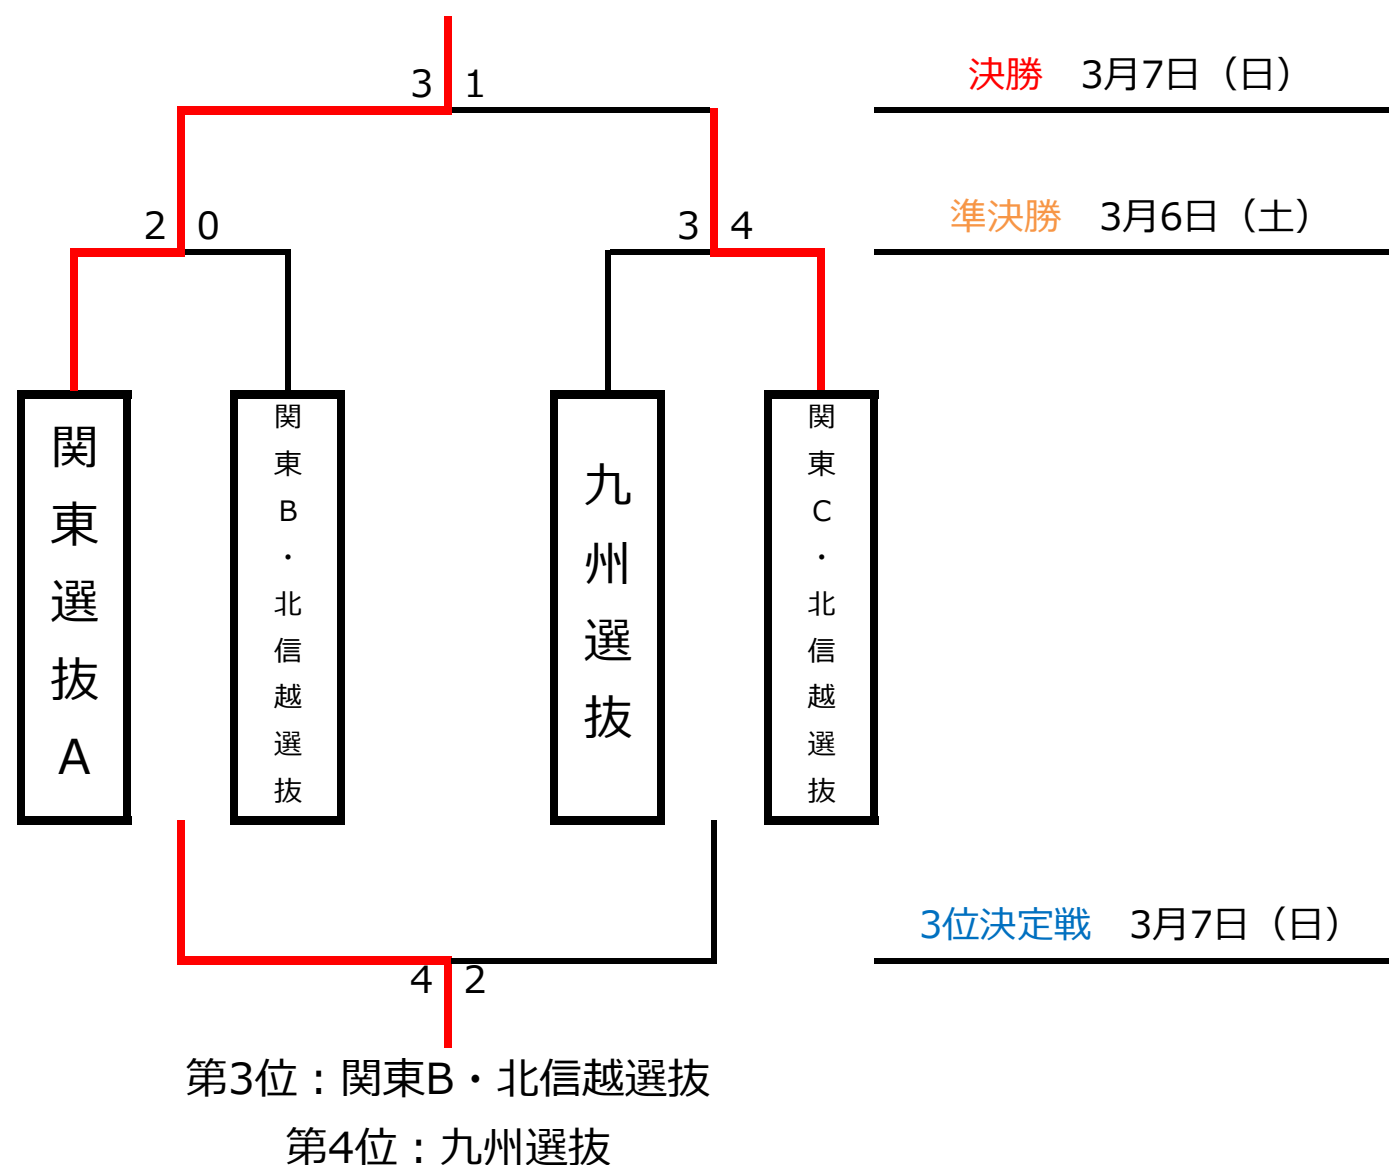 3 1
決勝　3月7日（日）
2 0
3 4
準決勝　3月6日（土）
関東選抜A
関東B・北信越選抜
九州選抜
関東C・北信越選抜
3位決定戦　3月7日（日）
4 2
第3位：関東B・北信越選抜
第4位：九州選抜